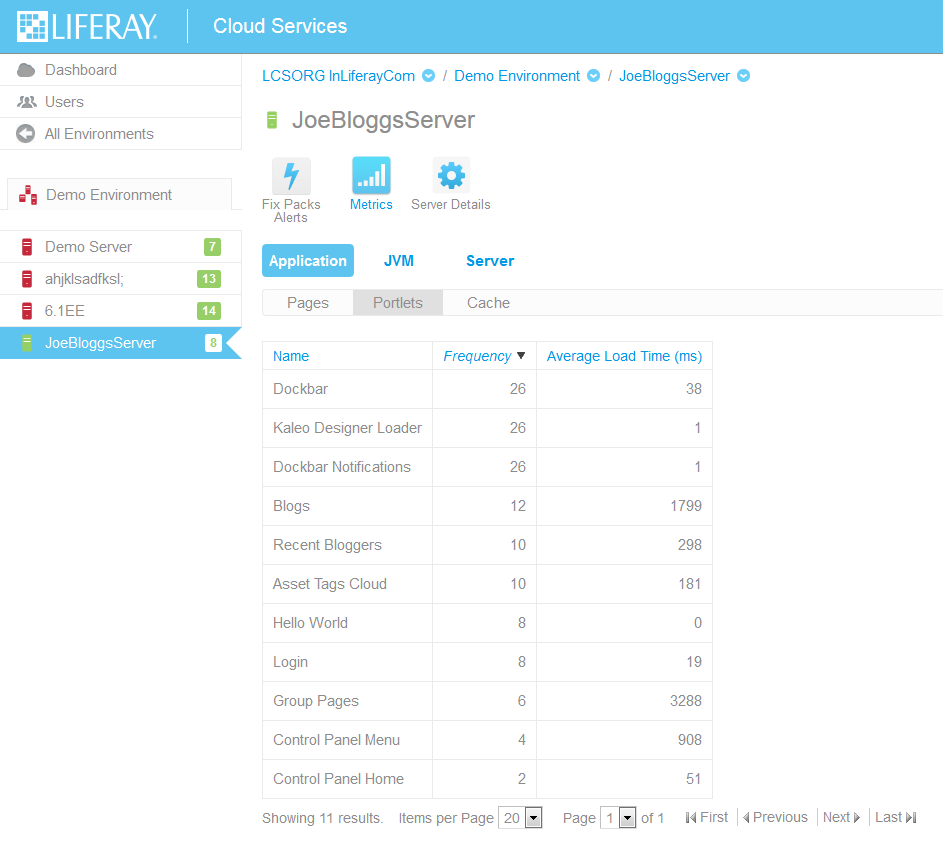 LIFERAY. Cloud Services
Dashboard
Users
All Environments
Demo Environment
Demo Server 7
ahjklsadfksl; 13
6.1EE 14
JoeBloggsServer 8
LCSORG InLiferayCom / Demo Environment / JoeBloggsServer
JoeBloggsServer
Fix Packs Alerts
Metrics
Server Details
Application JVM Server
Pages Portlets Cache
Name Frequency Average Load Time (ms)
Dockbar 26 38
Kaleo Designer Loader 26 1
Dockbar Notifications 26 1
Blogs 12 1799
Recent Bloggers 10 298
Asset Tags Cloud 10 181
Hello World 8 0
Login 8 19
Group Pages 6 3288
Control Panel Menu 4 908
Control Panel Home 2 51
Showing 11 results. Items per Page 20 Page 1 of 1 First Previous Next Last